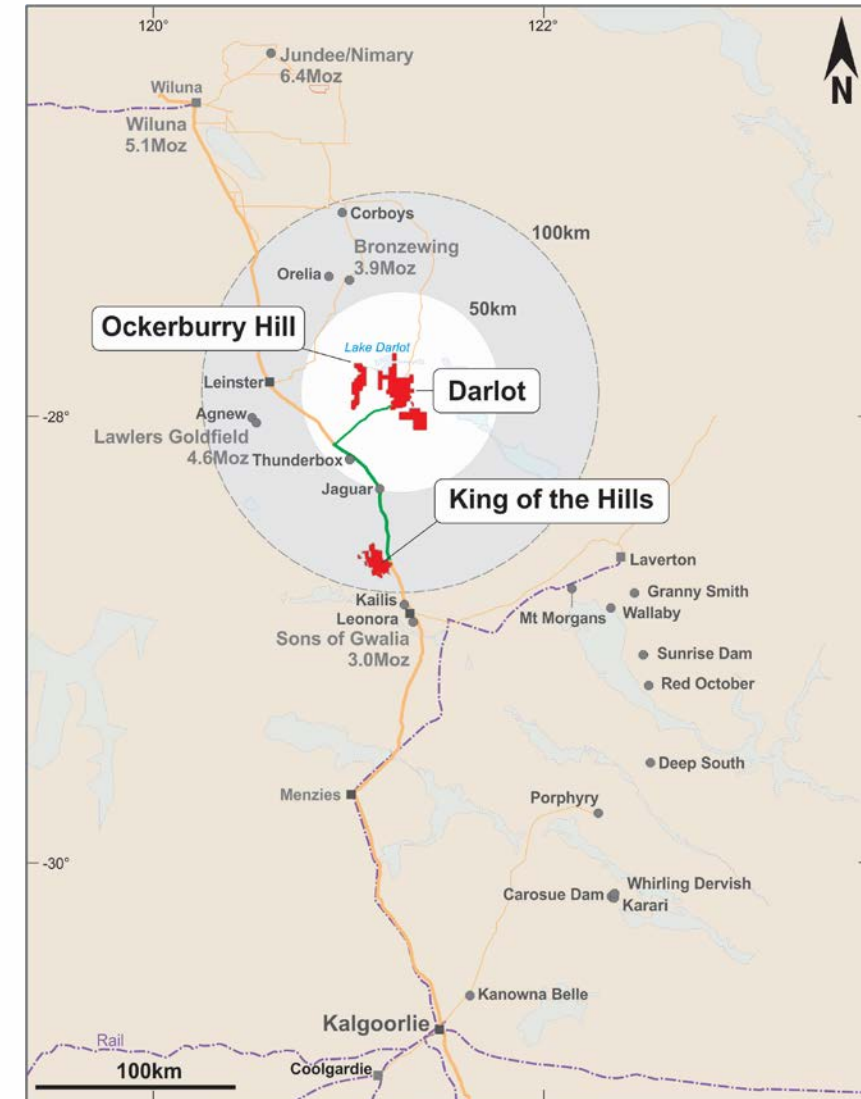 120°
122°
Jundee/Nimary
6.4Moz
N
Wiluna
Wiluna
5.1Moz
Corboys
100km
Bronzewing
3.9Moz
Orelia
50km
Ockerburry Hill
Lake Darlot
Leinster
Darlot
-28°
Agnew
Lawlers Goldfield
4.6Moz
Thunderbox
Jaguar
King of the Hills
Laverton
Kailis
Leonora
Granny Smith
Mt Morgans
Wallaby
Sons of Gwalia
3.0Moz
Sunrise Dam
Red October
Deep South
Menzies
Porphyry
-30°
Whirling Dervish
Carosue Dam
Karari
Kanowna Belle
Kalgoorlie
Rail
Coolgardie
100km